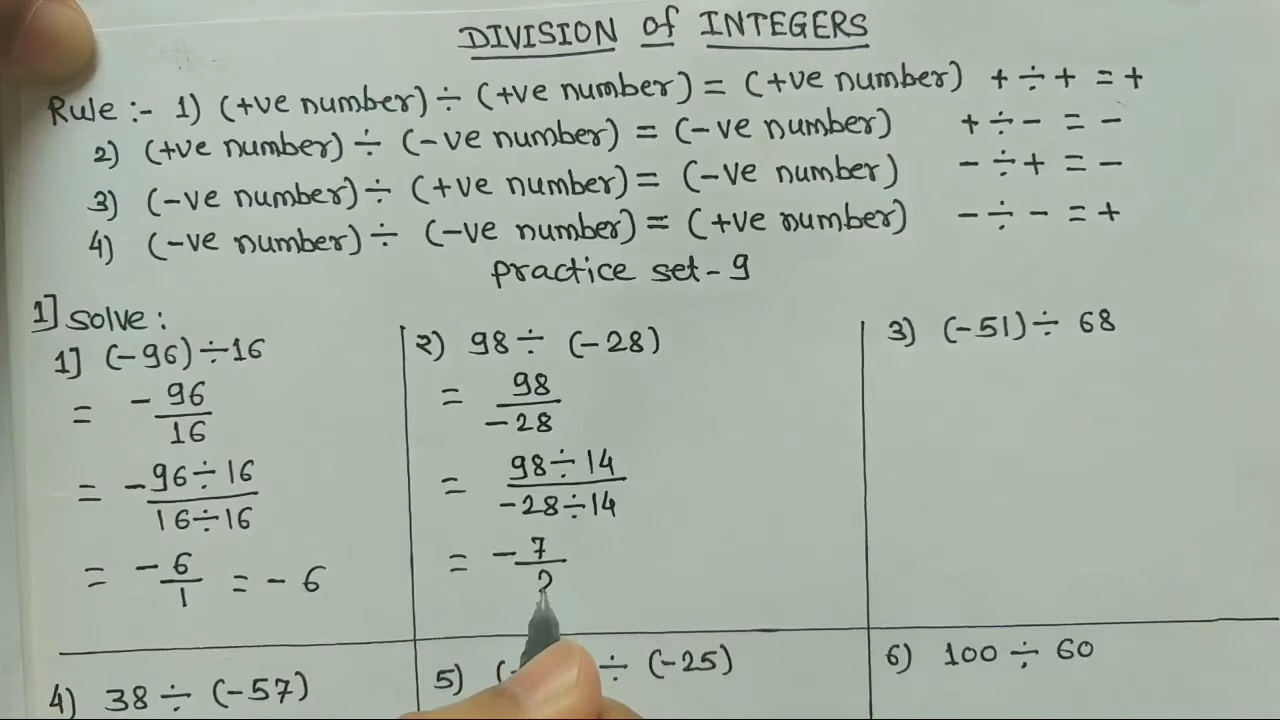 DIVISION of INTEGERS
Rule :- 1) (+ve number) ÷ (+ve number) = (+ve number) + ÷ + = +
2) (+ve number) ÷ (-ve number) = (-ve number) + ÷ - = -
3) (-ve number) ÷ (+ve number) = (-ve number) - ÷ + = -
4) (-ve number) ÷ (-ve number) = (+ve number) - ÷ - = +
Practice set - 9
1] Solve :
1] (-96) ÷ 16
= - 96
16
= - 96 ÷ 16
16 ÷ 16
= - 6
1
= - 6
२) 98 ÷ (-28)
= 98
-28
= 98 ÷ 14
-28 ÷ 14
= - 7
2
3) (-51) ÷ 68
4) 38 ÷ (-57)
5) ÷ (-25)
6) 100 ÷ 60